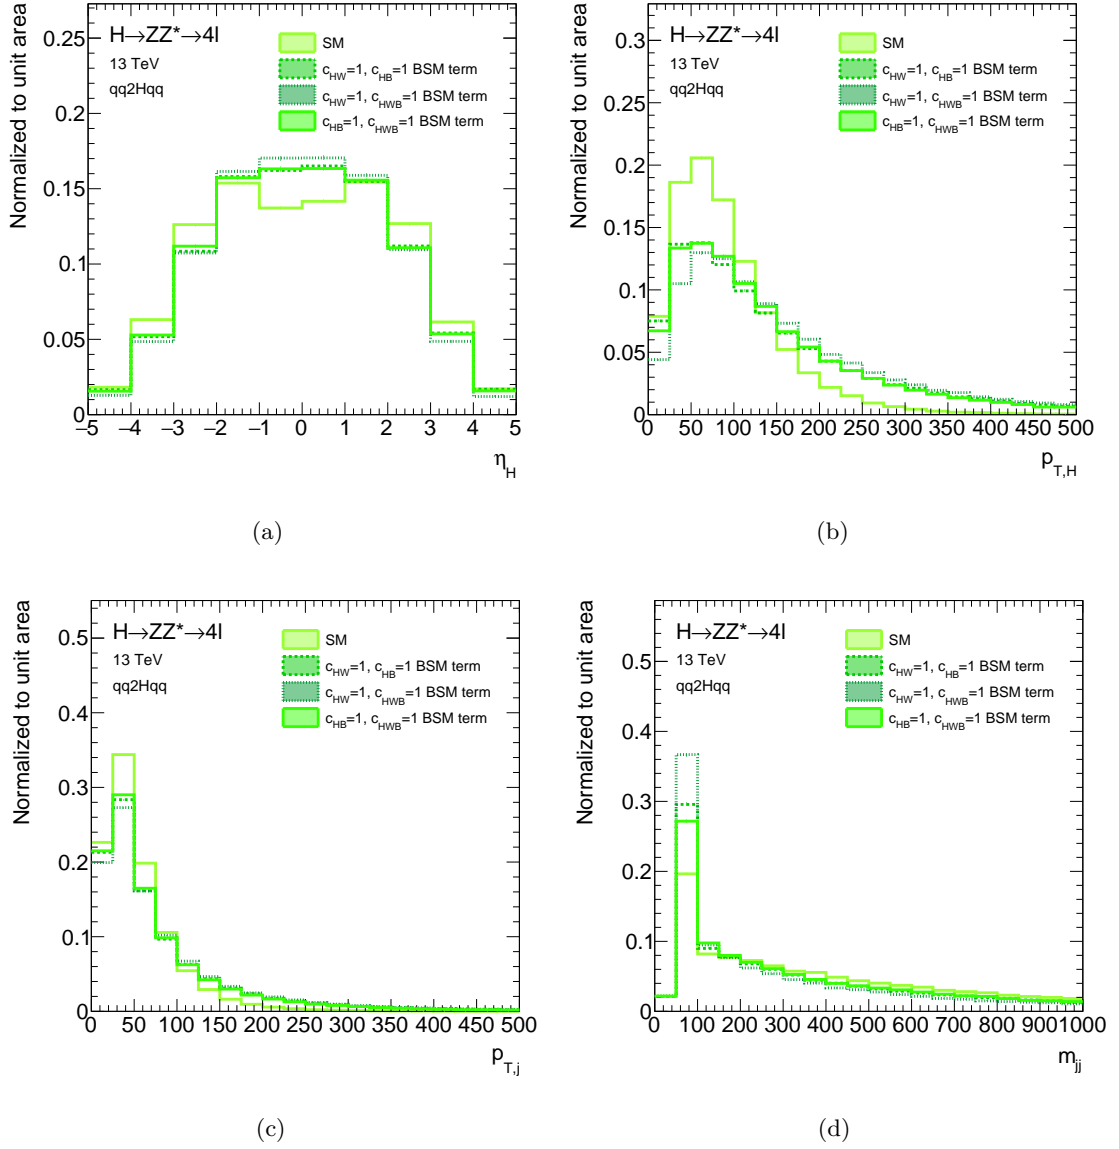 Normalized to unit area
0.25
0.2
0.15
0.1
0.05
0
H→ZZ*→4l
13 TeV
qq2Hqq
SM
c_HW=1, c_HB=1 BSM term
c_HW=1, c_HWB=1 BSM term
c_HB=1, c_HWB=1 BSM term
−5 −4 −3 −2 −1 0 1 2 3 4 5
η_H
(a)
Normalized to unit area
0.3
0.25
0.2
0.15
0.1
0.05
0
H→ZZ*→4l
13 TeV
qq2Hqq
SM
c_HW=1, c_HB=1 BSM term
c_HW=1, c_HWB=1 BSM term
c_HB=1, c_HWB=1 BSM term
0 50 100 150 200 250 300 350 400 450 500
p_T,H
(b)
Normalized to unit area
0.5
0.4
0.3
0.2
0.1
0
H→ZZ*→4l
13 TeV
qq2Hqq
SM
c_HW=1, c_HB=1 BSM term
c_HW=1, c_HWB=1 BSM term
c_HB=1, c_HWB=1 BSM term
0 50 100 150 200 250 300 350 400 450 500
p_T,j
(c)
Normalized to unit area
0.5
0.4
0.3
0.2
0.1
0
H→ZZ*→4l
13 TeV
qq2Hqq
SM
c_HW=1, c_HB=1 BSM term
c_HW=1, c_HWB=1 BSM term
c_HB=1, c_HWB=1 BSM term
0 100 200 300 400 500 600 700 800 900 1000
m_jj
(d)